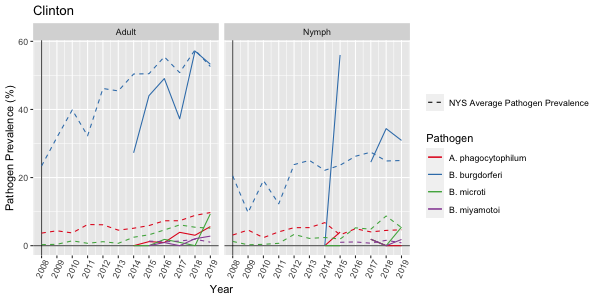 Clinton
Adult
Nymph
Pathogen Prevalence (%)
60
40
20
0
2008 2009 2010 2011 2012 2013 2014 2015 2016 2017 2018 2019
2008 2009 2010 2011 2012 2013 2014 2015 2016 2017 2018 2019
Year
NYS Average Pathogen Prevalence
Pathogen
A. phagocytophilum
B. burgdorferi
B. microti
B. miyamotoi